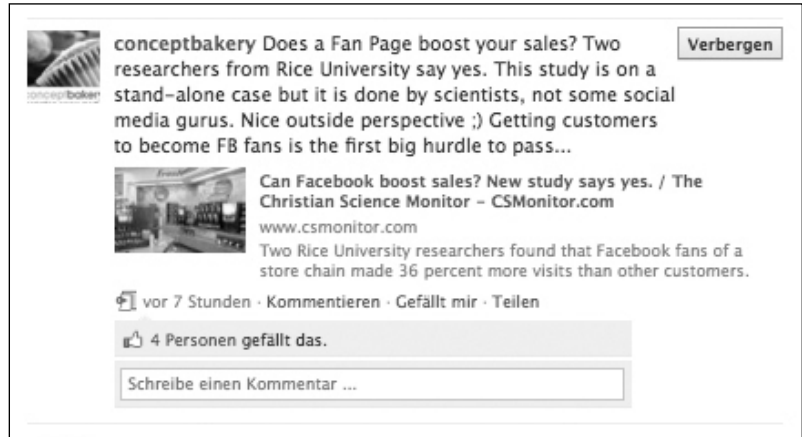 conceptbakery Does a Fan Page boost your sales? Two
Verbergen
researchers from Rice University say yes. This study is on a
stand-alone case but it is done by scientists, not some social
media gurus. Nice outside perspective ;) Getting customers
to become FB fans is the first big hurdle to pass...
conceptbakery
Can Facebook boost sales? New study says yes. / The
Christian Science Monitor – CSMonitor.com
www.csmonitor.com
Two Rice University researchers found that Facebook fans of a
store chain made 36 percent more visits than other customers.
vor 7 Stunden · Kommentieren · Gefällt mir · Teilen
4 Personen gefällt das.
Schreibe einen Kommentar ...